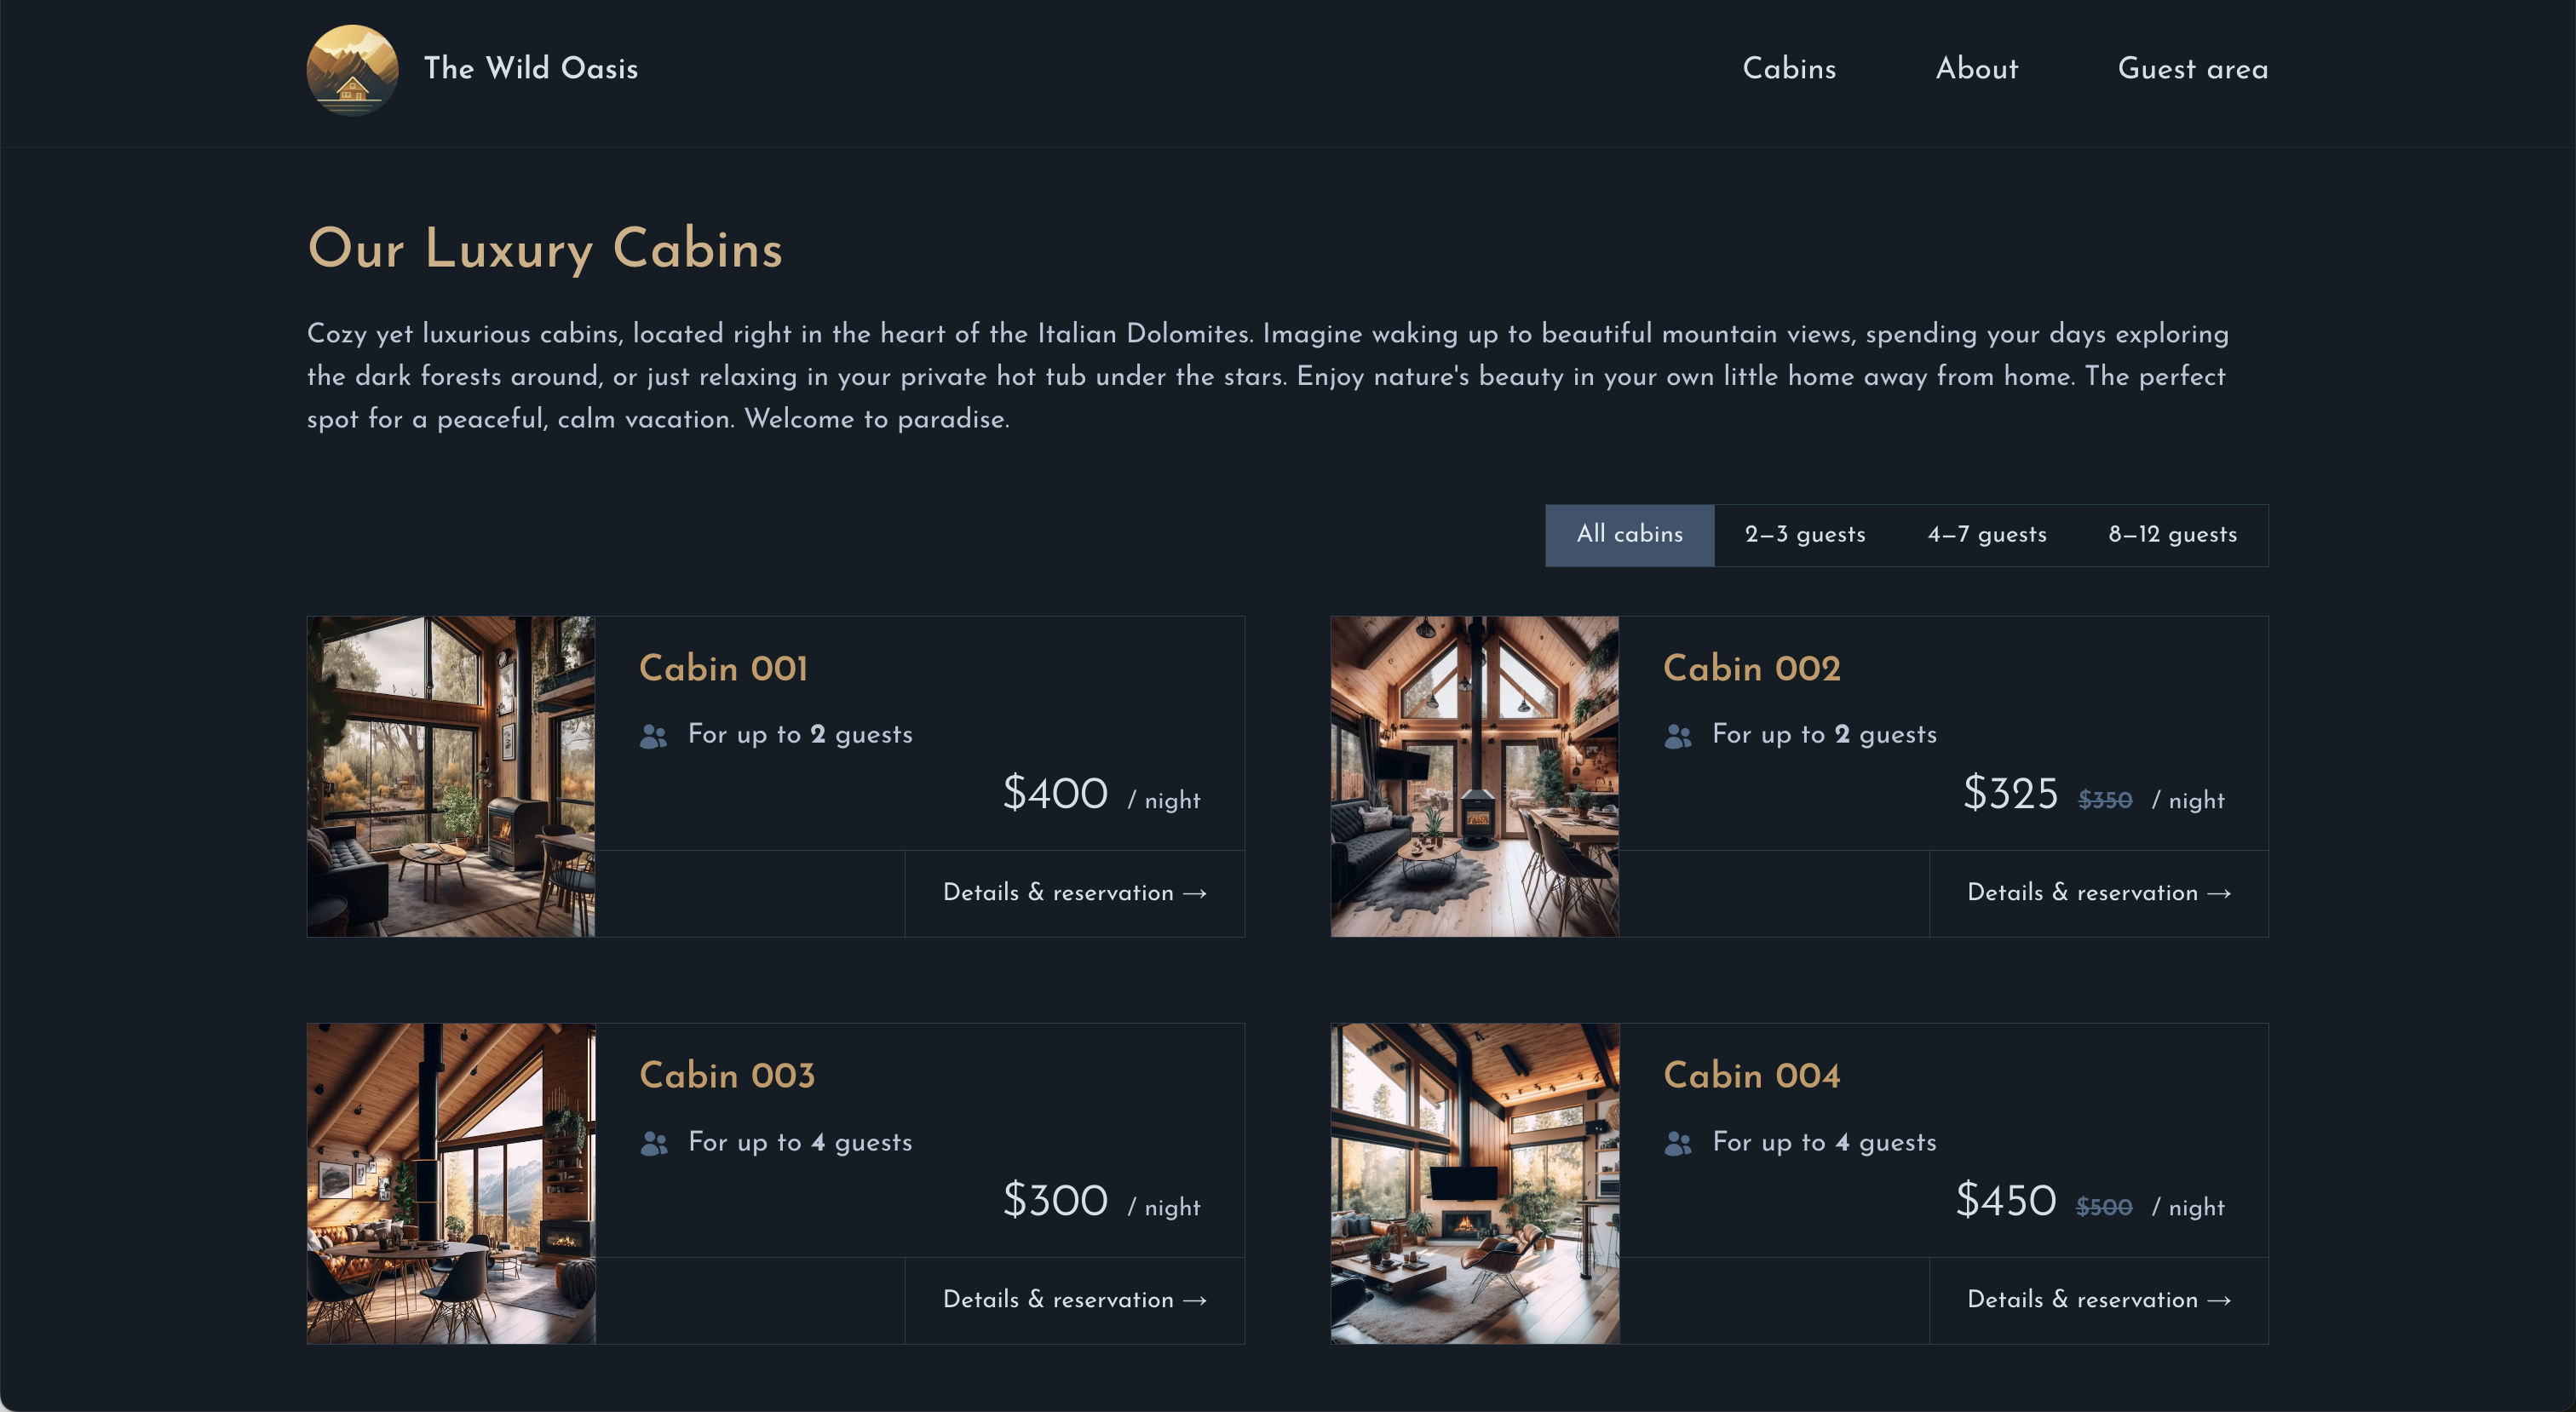 The Wild Oasis
Cabins
About
Guest area
Our Luxury Cabins
Cozy yet luxurious cabins, located right in the heart of the Italian Dolomites. Imagine waking up to beautiful mountain views, spending your days exploring
the dark forests around, or just relaxing in your private hot tub under the stars. Enjoy nature's beauty in your own little home away from home. The perfect
spot for a peaceful, calm vacation. Welcome to paradise.
All cabins
2–3 guests
4–7 guests
8–12 guests
Cabin 001
For up to 2 guests
$400 / night
Details & reservation →
Cabin 002
For up to 2 guests
$325 $350 / night
Details & reservation →
Cabin 003
For up to 4 guests
$300 / night
Details & reservation →
Cabin 004
For up to 4 guests
$450 $500 / night
Details & reservation →